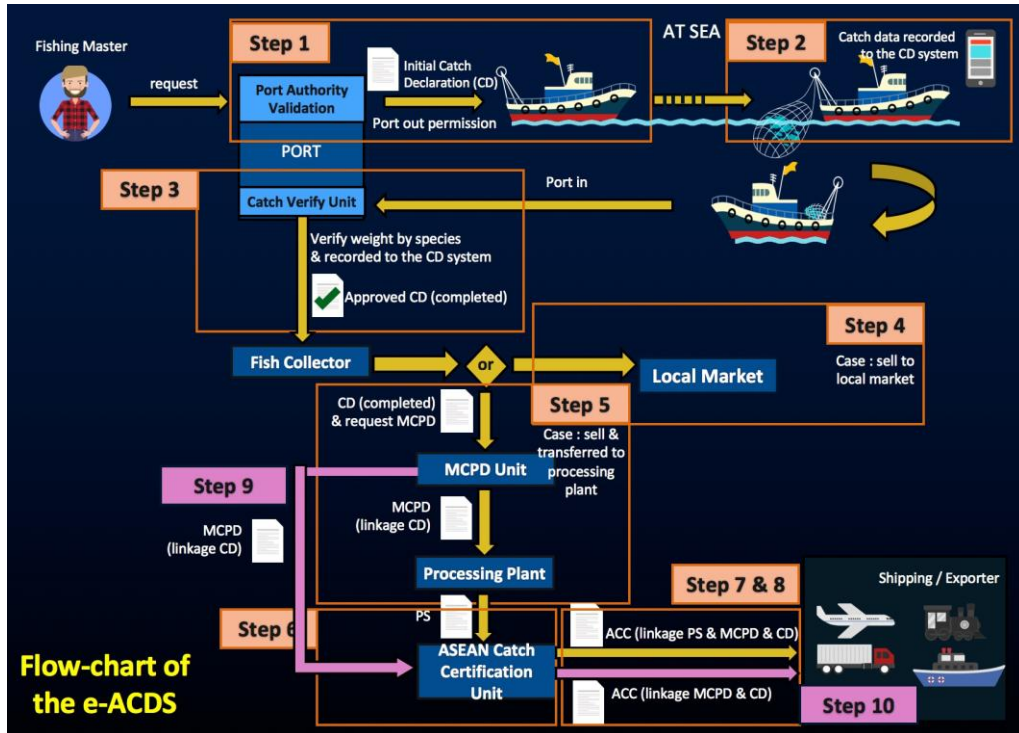 Fishing Master
request
Step 1
Port Authority
Validation
Initial Catch
Declaration (CD)
Port out permission
AT SEA
Step 2
Catch data recorded
to the CD system
PORT
Step 3
Catch Verify Unit
Port in
Verify weight by species
& recorded to the CD system
Approved CD (completed)
Fish Collector
or
Local Market
Step 4
Case : sell to
local market
CD (completed)
& request MCPD
Step 5
Case : sell &
transferred to
processing
plant
MCPD Unit
Step 9
MCPD
(linkage CD)
MCPD
(linkage CD)
Processing Plant
PS
Step 6
ASEAN Catch
Certification
Unit
Step 7 & 8
Shipping / Exporter
ACC (linkage PS & MCPD & CD)
ACC (linkage MCPD & CD)
Step 10
Flow-chart of
the e-ACDS